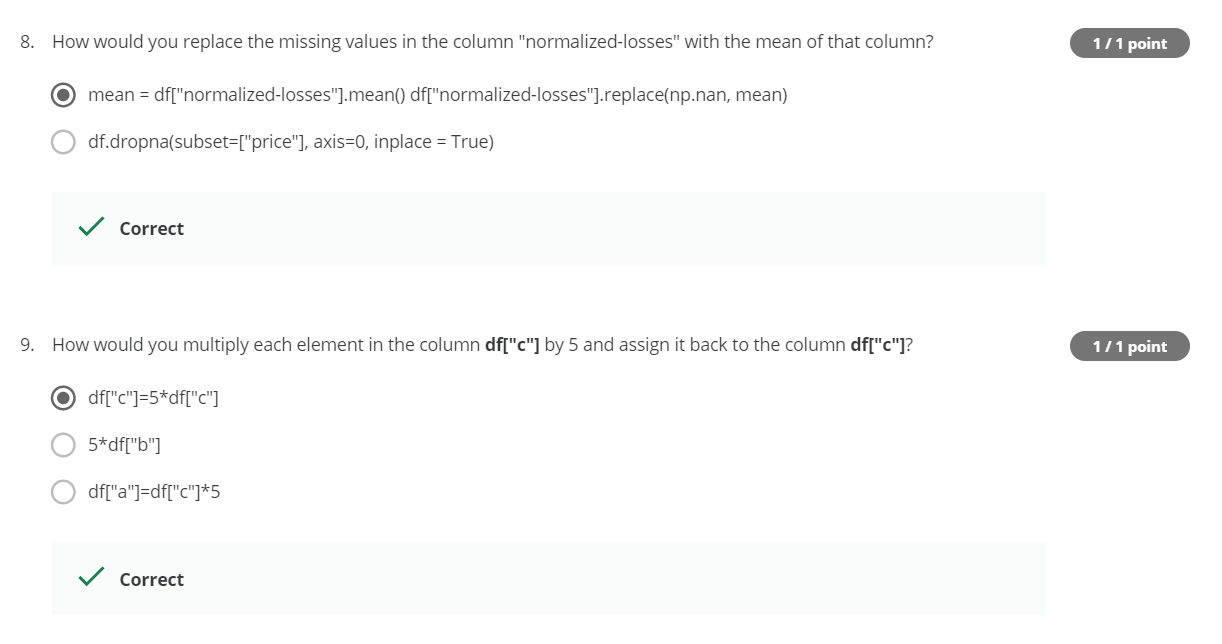 8. How would you replace the missing values in the column "normalized-losses" with the mean of that column?
1 / 1 point
mean = df["normalized-losses"].mean() df["normalized-losses"].replace(np.nan, mean)
df.dropna(subset=["price"], axis=0, inplace = True)
Correct
9. How would you multiply each element in the column df["c"] by 5 and assign it back to the column df["c"]?
1 / 1 point
df["c"]=5*df["c"]
5*df["b"]
df["a"]=df["c"]*5
Correct